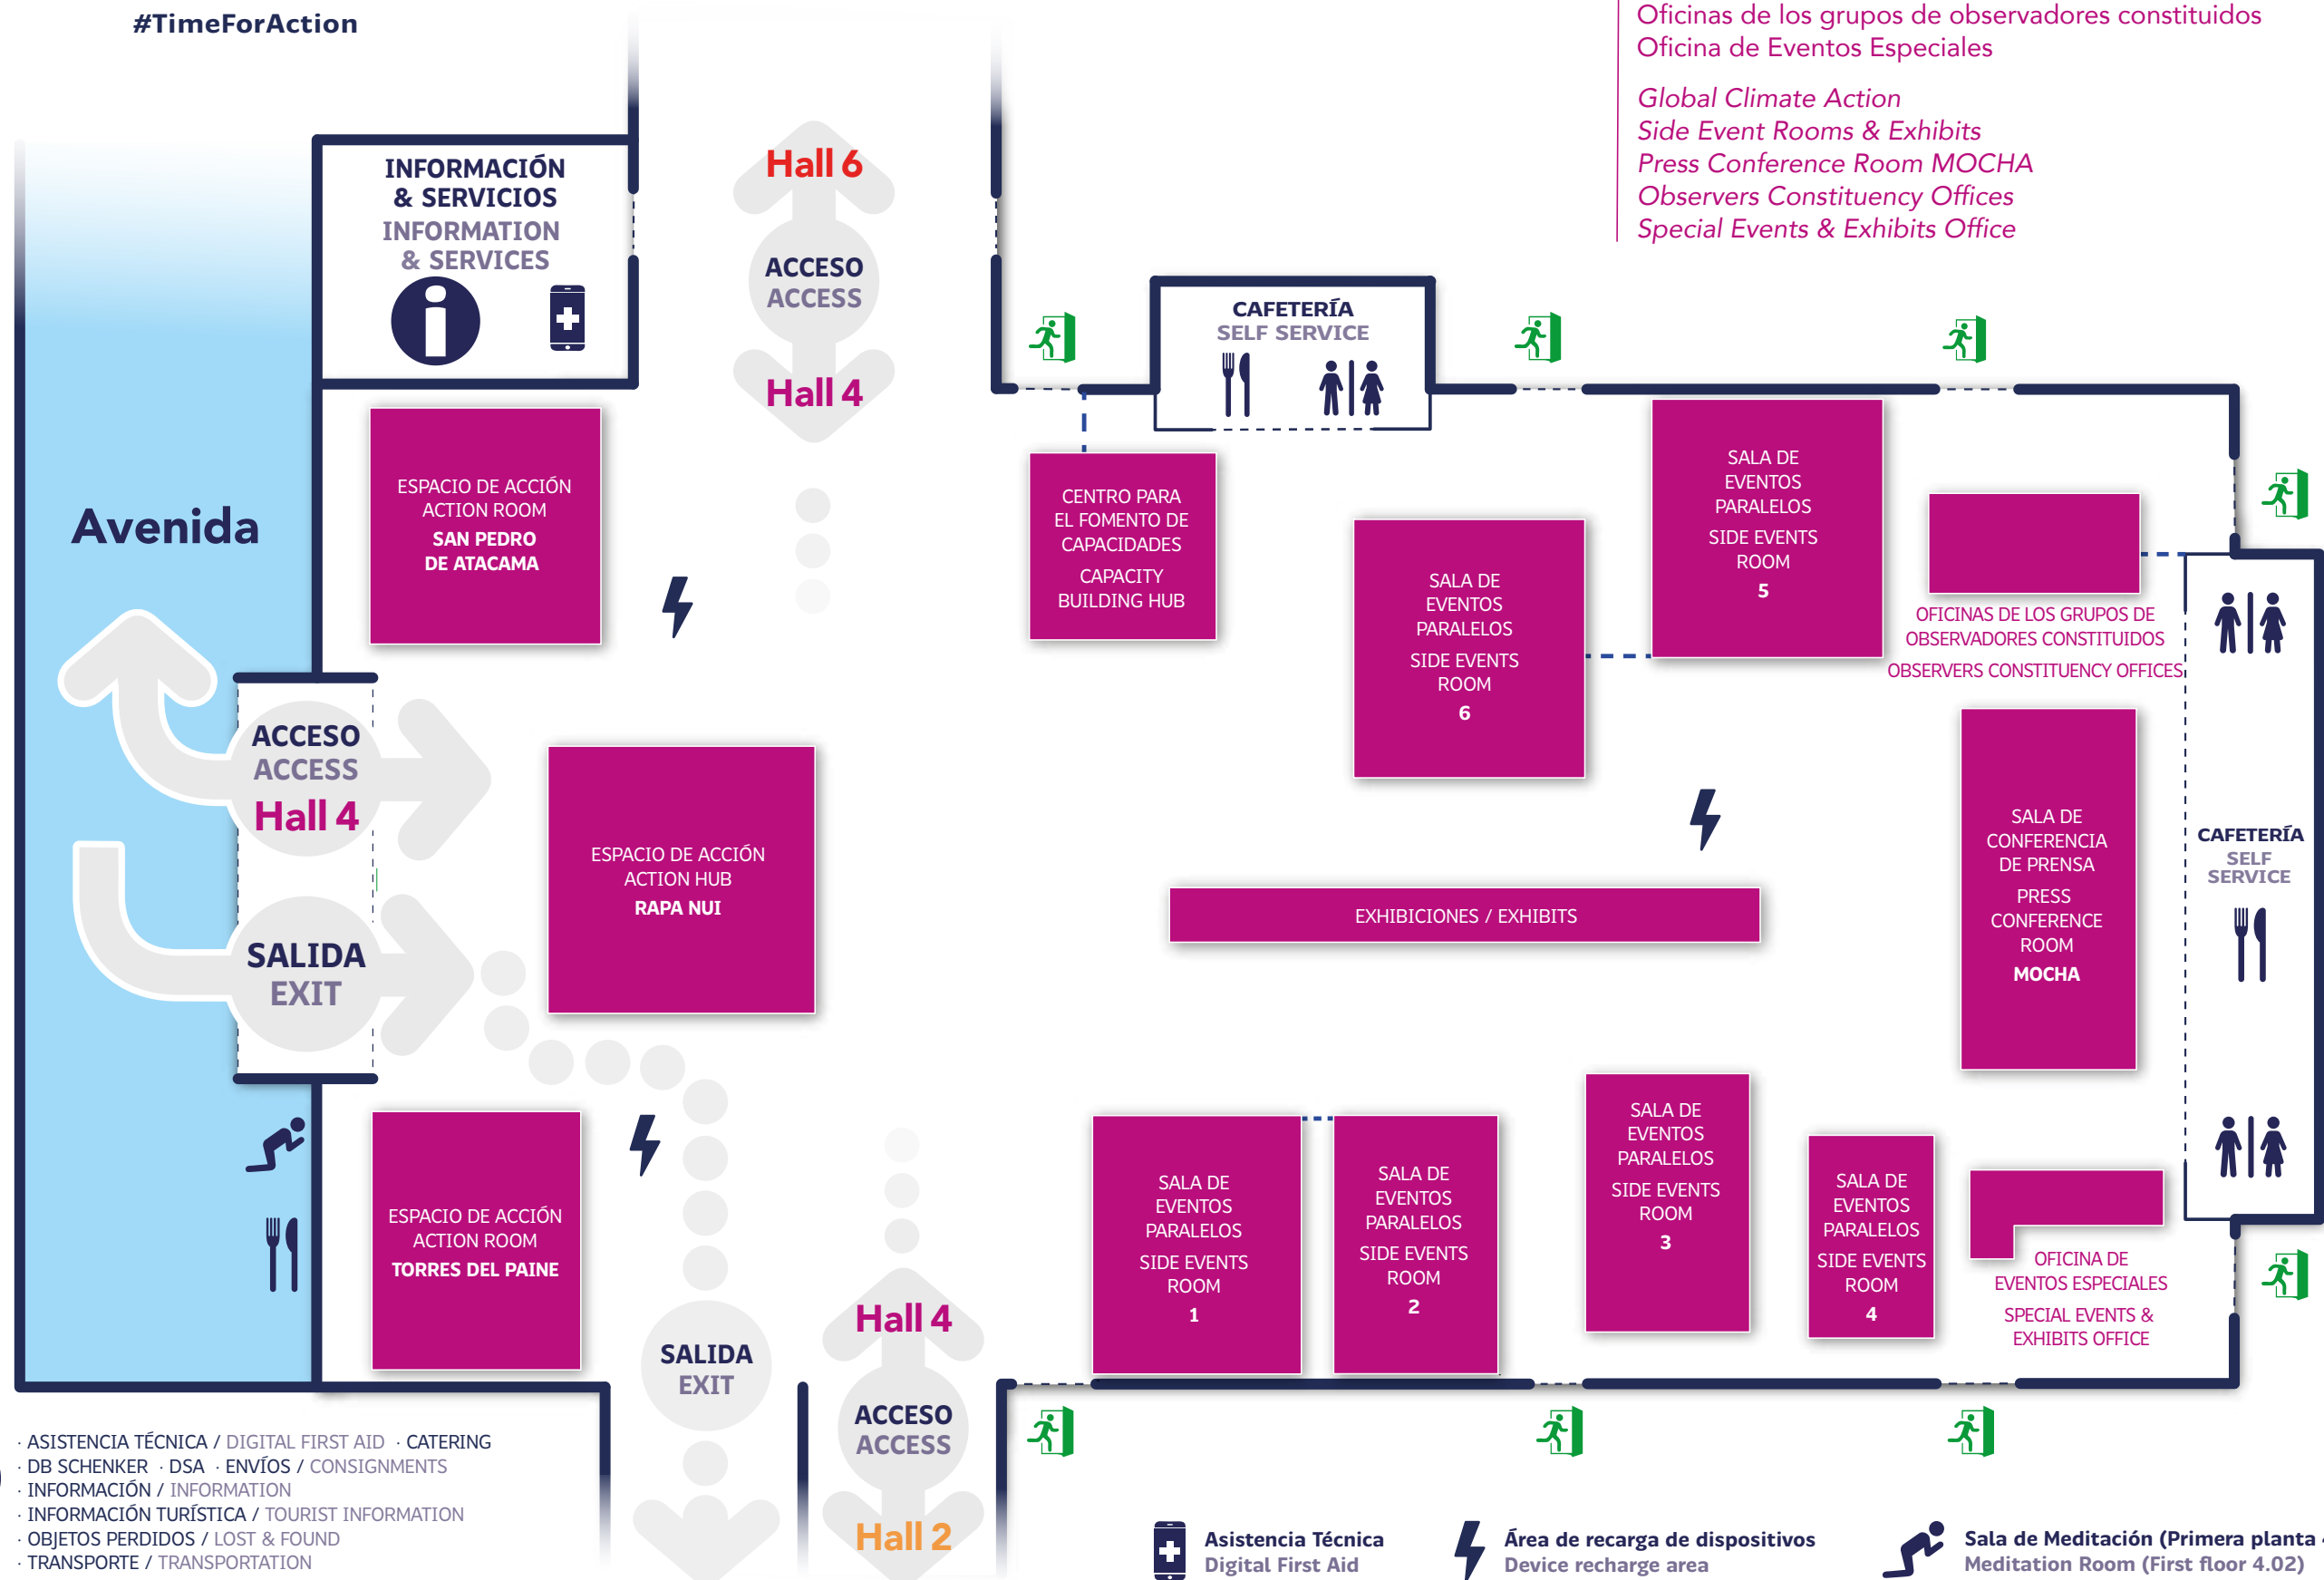 #TimeForAction
Oficinas de los grupos de observadores constituidos
Oficina de Eventos Especiales
Global Climate Action
Side Event Rooms & Exhibits
Press Conference Room MOCHA
Observers Constituency Offices
Special Events & Exhibits Office
INFORMACIÓN
& SERVICIOS
INFORMATION
& SERVICES
Hall 6
ACCESO
ACCESS
Hall 4
CAFETERÍA
SELF SERVICE
Avenida
ESPACIO DE ACCIÓN
ACTION ROOM
SAN PEDRO
DE ATACAMA
CENTRO PARA
EL FOMENTO DE
CAPACIDADES
CAPACITY
BUILDING HUB
SALA DE
EVENTOS
PARALELOS
SIDE EVENTS
ROOM
6
SALA DE
EVENTOS
PARALELOS
SIDE EVENTS
ROOM
5
OFICINAS DE LOS GRUPOS DE
OBSERVADORES CONSTITUIDOS
OBSERVERS CONSTITUENCY OFFICES
ACCESO
ACCESS
Hall 4
SALIDA
EXIT
ESPACIO DE ACCIÓN
ACTION HUB
RAPA NUI
EXHIBICIONES / EXHIBITS
SALA DE
CONFERENCIA
DE PRENSA
PRESS
CONFERENCE
ROOM
MOCHA
CAFETERÍA
SELF
SERVICE
ESPACIO DE ACCIÓN
ACTION ROOM
TORRES DEL PAINE
SALIDA
EXIT
Hall 4
ACCESO
ACCESS
Hall 2
SALA DE
EVENTOS
PARALELOS
SIDE EVENTS
ROOM
1
SALA DE
EVENTOS
PARALELOS
SIDE EVENTS
ROOM
2
SALA DE
EVENTOS
PARALELOS
SIDE EVENTS
ROOM
3
SALA DE
EVENTOS
PARALELOS
SIDE EVENTS
ROOM
4
OFICINA DE
EVENTOS ESPECIALES
SPECIAL EVENTS &
EXHIBITS OFFICE
· ASISTENCIA TÉCNICA / DIGITAL FIRST AID · CATERING
· DB SCHENKER · DSA · ENVÍOS / CONSIGNMENTS
· INFORMACIÓN / INFORMATION
· INFORMACIÓN TURÍSTICA / TOURIST INFORMATION
· OBJETOS PERDIDOS / LOST & FOUND
· TRANSPORTE / TRANSPORTATION
Asistencia Técnica
Digital First Aid
Área de recarga de dispositivos
Device recharge area
Sala de Meditación (Primera planta
Meditation Room (First floor 4.02)